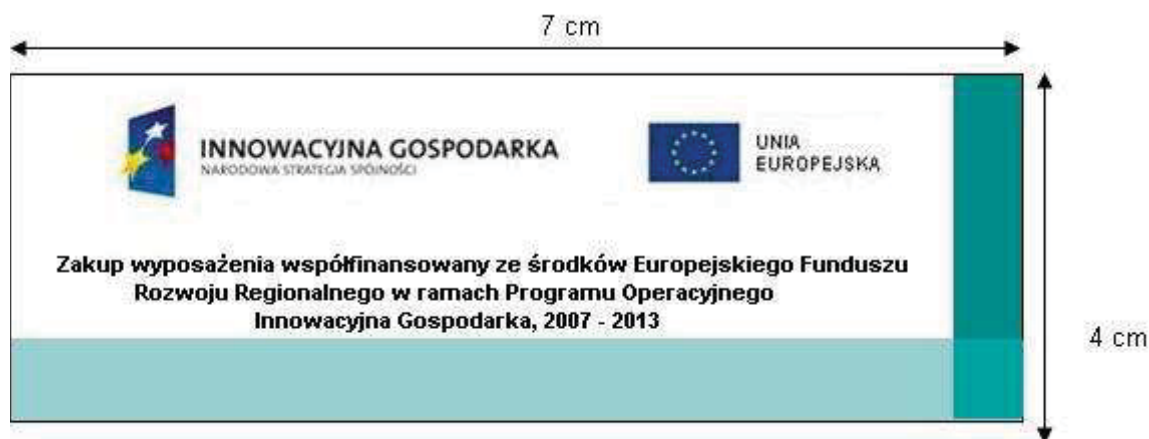 7 cm
INNOWACYJNA GOSPODARKA
NARODOWA STRATEGIA SPÓJNOŚCI
UNIA
EUROPEJSKA
Zakup wyposażenia współfinansowany ze środków Europejskiego Funduszu
Rozwoju Regionalnego w ramach Programu Operacyjnego
Innowacyjna Gospodarka, 2007 - 2013
4 cm